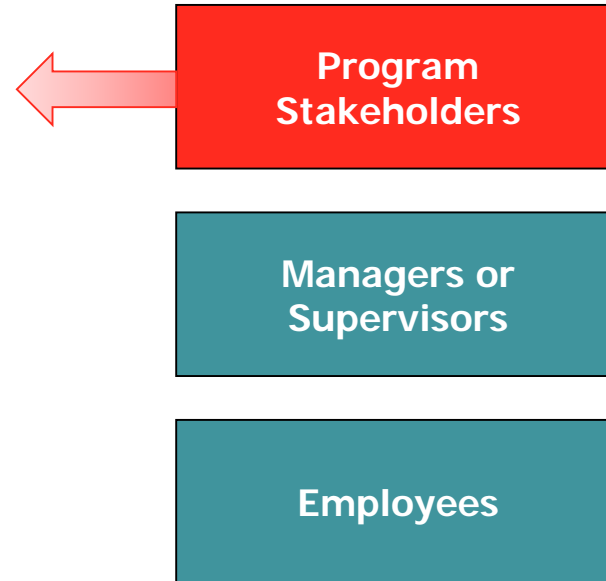 Program
Stakeholders
Managers or
Supervisors
Employees